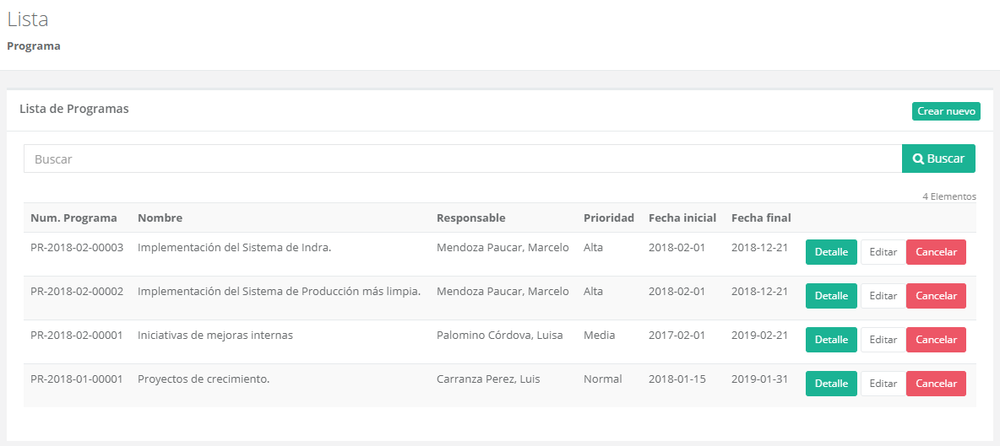 Lista
Programa
Lista de Programas
Crear nuevo
Buscar
Buscar
4 Elementos
Num. Programa Nombre Responsable Prioridad Fecha inicial Fecha final
PR-2018-02-00003 Implementación del Sistema de Indra. Mendoza Paucar, Marcelo Alta 2018-02-01 2018-12-21 Detalle Editar Cancelar
PR-2018-02-00002 Implementación del Sistema de Producción más limpia. Mendoza Paucar, Marcelo Alta 2018-02-01 2018-12-21 Detalle Editar Cancelar
PR-2018-02-00001 Iniciativas de mejoras internas Palomino Córdova, Luisa Media 2017-02-01 2019-02-21 Detalle Editar Cancelar
PR-2018-01-00001 Proyectos de crecimiento. Carranza Perez, Luis Normal 2018-01-15 2019-01-31 Detalle Editar Cancelar